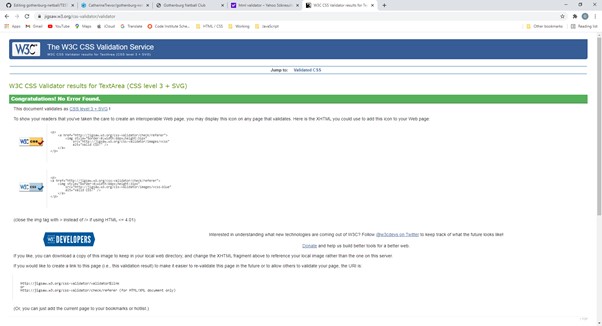 Editing gothenburg-netball/TE
Gothenburg Netball Club
html validator - Yahoo Search
W3C CSS Validator results for Te
jigsaw.w3.org/css-validator/validator
Apps
Gmail
YouTube
Maps
iCloud
Translate
Code Institute Sche...
HTML / CSS
Working
JavaScript
Other bookmarks
Reading list
W3C CSS
The W3C CSS Validation Service
W3C CSS Validator results for TextArea (CSS level 3 + SVG)
Jump to: Validated CSS
W3C CSS Validator results for TextArea (CSS level 3 + SVG)
Congratulations! No Error Found.
This document validates as CSS level 3 + SVG !
To show your readers that you've taken the care to create an interoperable Web page, you may display this icon on any page that validates. Here is the XHTML you could use to add this icon to your Web page:
W3C css
<p>
<a href="http://jigsaw.w3.org/css-validator/check/referer">
<img style="border:0;width:88px;height:31px"
src="http://jigsaw.w3.org/css-validator/images/vcss"
alt="Valid CSS!" />
</a>
</p>
W3C css
<p>
<a href="http://jigsaw.w3.org/css-validator/check/referer">
<img style="border:0;width:88px;height:31px"
src="http://jigsaw.w3.org/css-validator/images/vcss-blue"
alt="Valid CSS!" />
</a>
</p>
(close the img tag with > instead of /> if using HTML <= 4.01)
W3C DEVELOPERS
Interested in understanding what new technologies are coming out of W3C? Follow @w3cdevs on Twitter to keep track of what the future looks like!
Donate and help us build better tools for a better web.
If you like, you can download a copy of this image to keep in your local web directory, and change the XHTML fragment above to reference your local image rather than the one on this server.
If you would like to create a link to this page (i.e., this validation result) to make it easier to re-validate this page in the future or to allow others to validate your page, the URI is:
http://jigsaw.w3.org/css-validator/validator$link
or
http://jigsaw.w3.org/css-validator/check/referer (for HTML/XML document only)
(Or, you can just add the current page to your bookmarks or hotlist.)